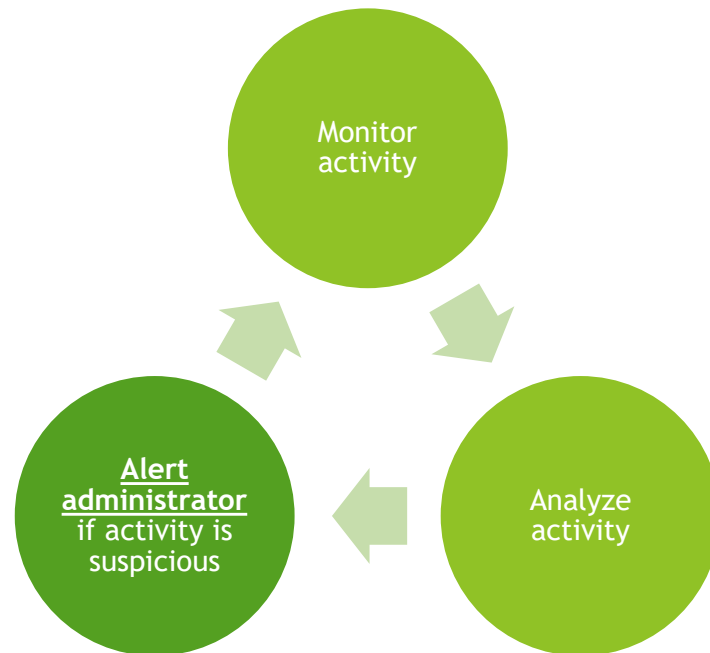 Monitor
activity
Alert
administrator
if activity is
suspicious
Analyze
activity